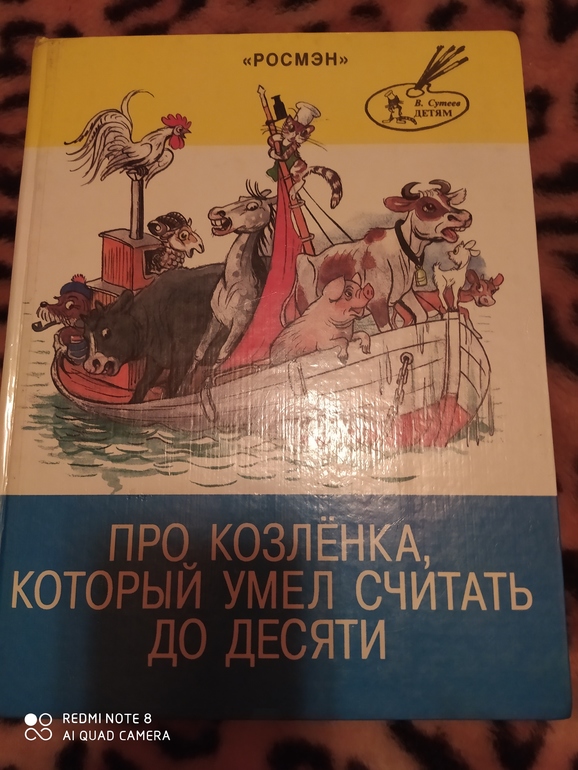 «РОСМЭН»
В. Сутеев
ДЕТЯМ
ПРО КОЗЛЁНКА,
КОТОРЫЙ УМЕЛ СЧИТАТЬ
ДО ДЕСЯТИ
REDMI NOTE 8
AI QUAD CAMERA